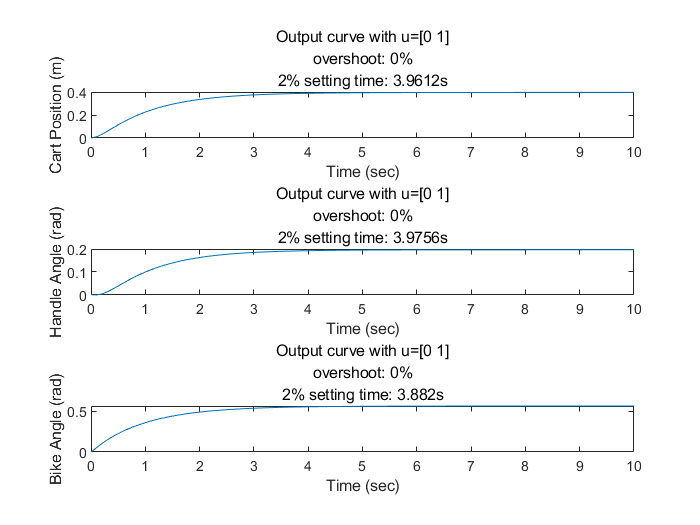 Output curve with u=[0 1]
overshoot: 0%
2% setting time: 3.9612s
Cart Position (m)
0.4
0.2
0
0 1 2 3 4 5 6 7 8 9 10
Time (sec)
Output curve with u=[0 1]
overshoot: 0%
2% setting time: 3.9756s
Handle Angle (rad)
0.2
0.1
0
0 1 2 3 4 5 6 7 8 9 10
Time (sec)
Output curve with u=[0 1]
overshoot: 0%
2% setting time: 3.882s
Bike Angle (rad)
0.5
0
0 1 2 3 4 5 6 7 8 9 10
Time (sec)